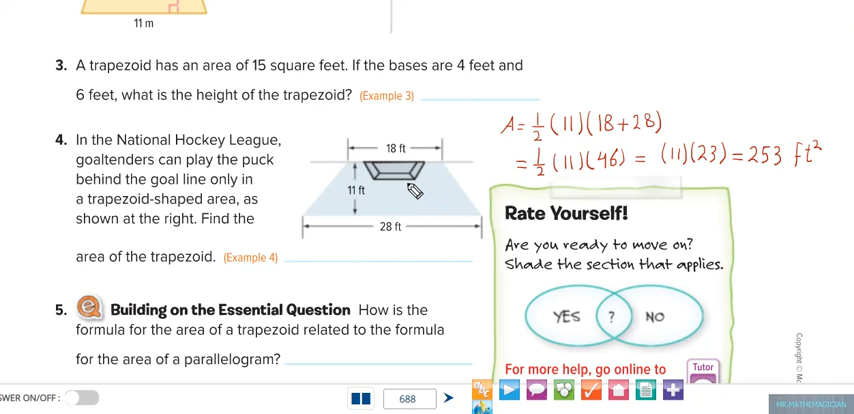 11 m
3. A trapezoid has an area of 15 square feet. If the bases are 4 feet and
6 feet, what is the height of the trapezoid? (Example 3)
4. In the National Hockey League,
goaltenders can play the puck
behind the goal line only in
a trapezoid-shaped area, as
shown at the right. Find the
area of the trapezoid. (Example 4)
18 ft
11 ft
28 ft
A = 1/2 (11)(18+28)
= 1/2 (11)(46) = (11)(23) = 253 ft²
5. Building on the Essential Question How is the
formula for the area of a trapezoid related to the formula
for the area of a parallelogram?
Rate Yourself!
Are you ready to move on?
Shade the section that applies.
YES ? NO
For more help, go online to
Tutor
Copyright ©
SWER ON/OFF :
688
MR.MATHEMAGICIAN